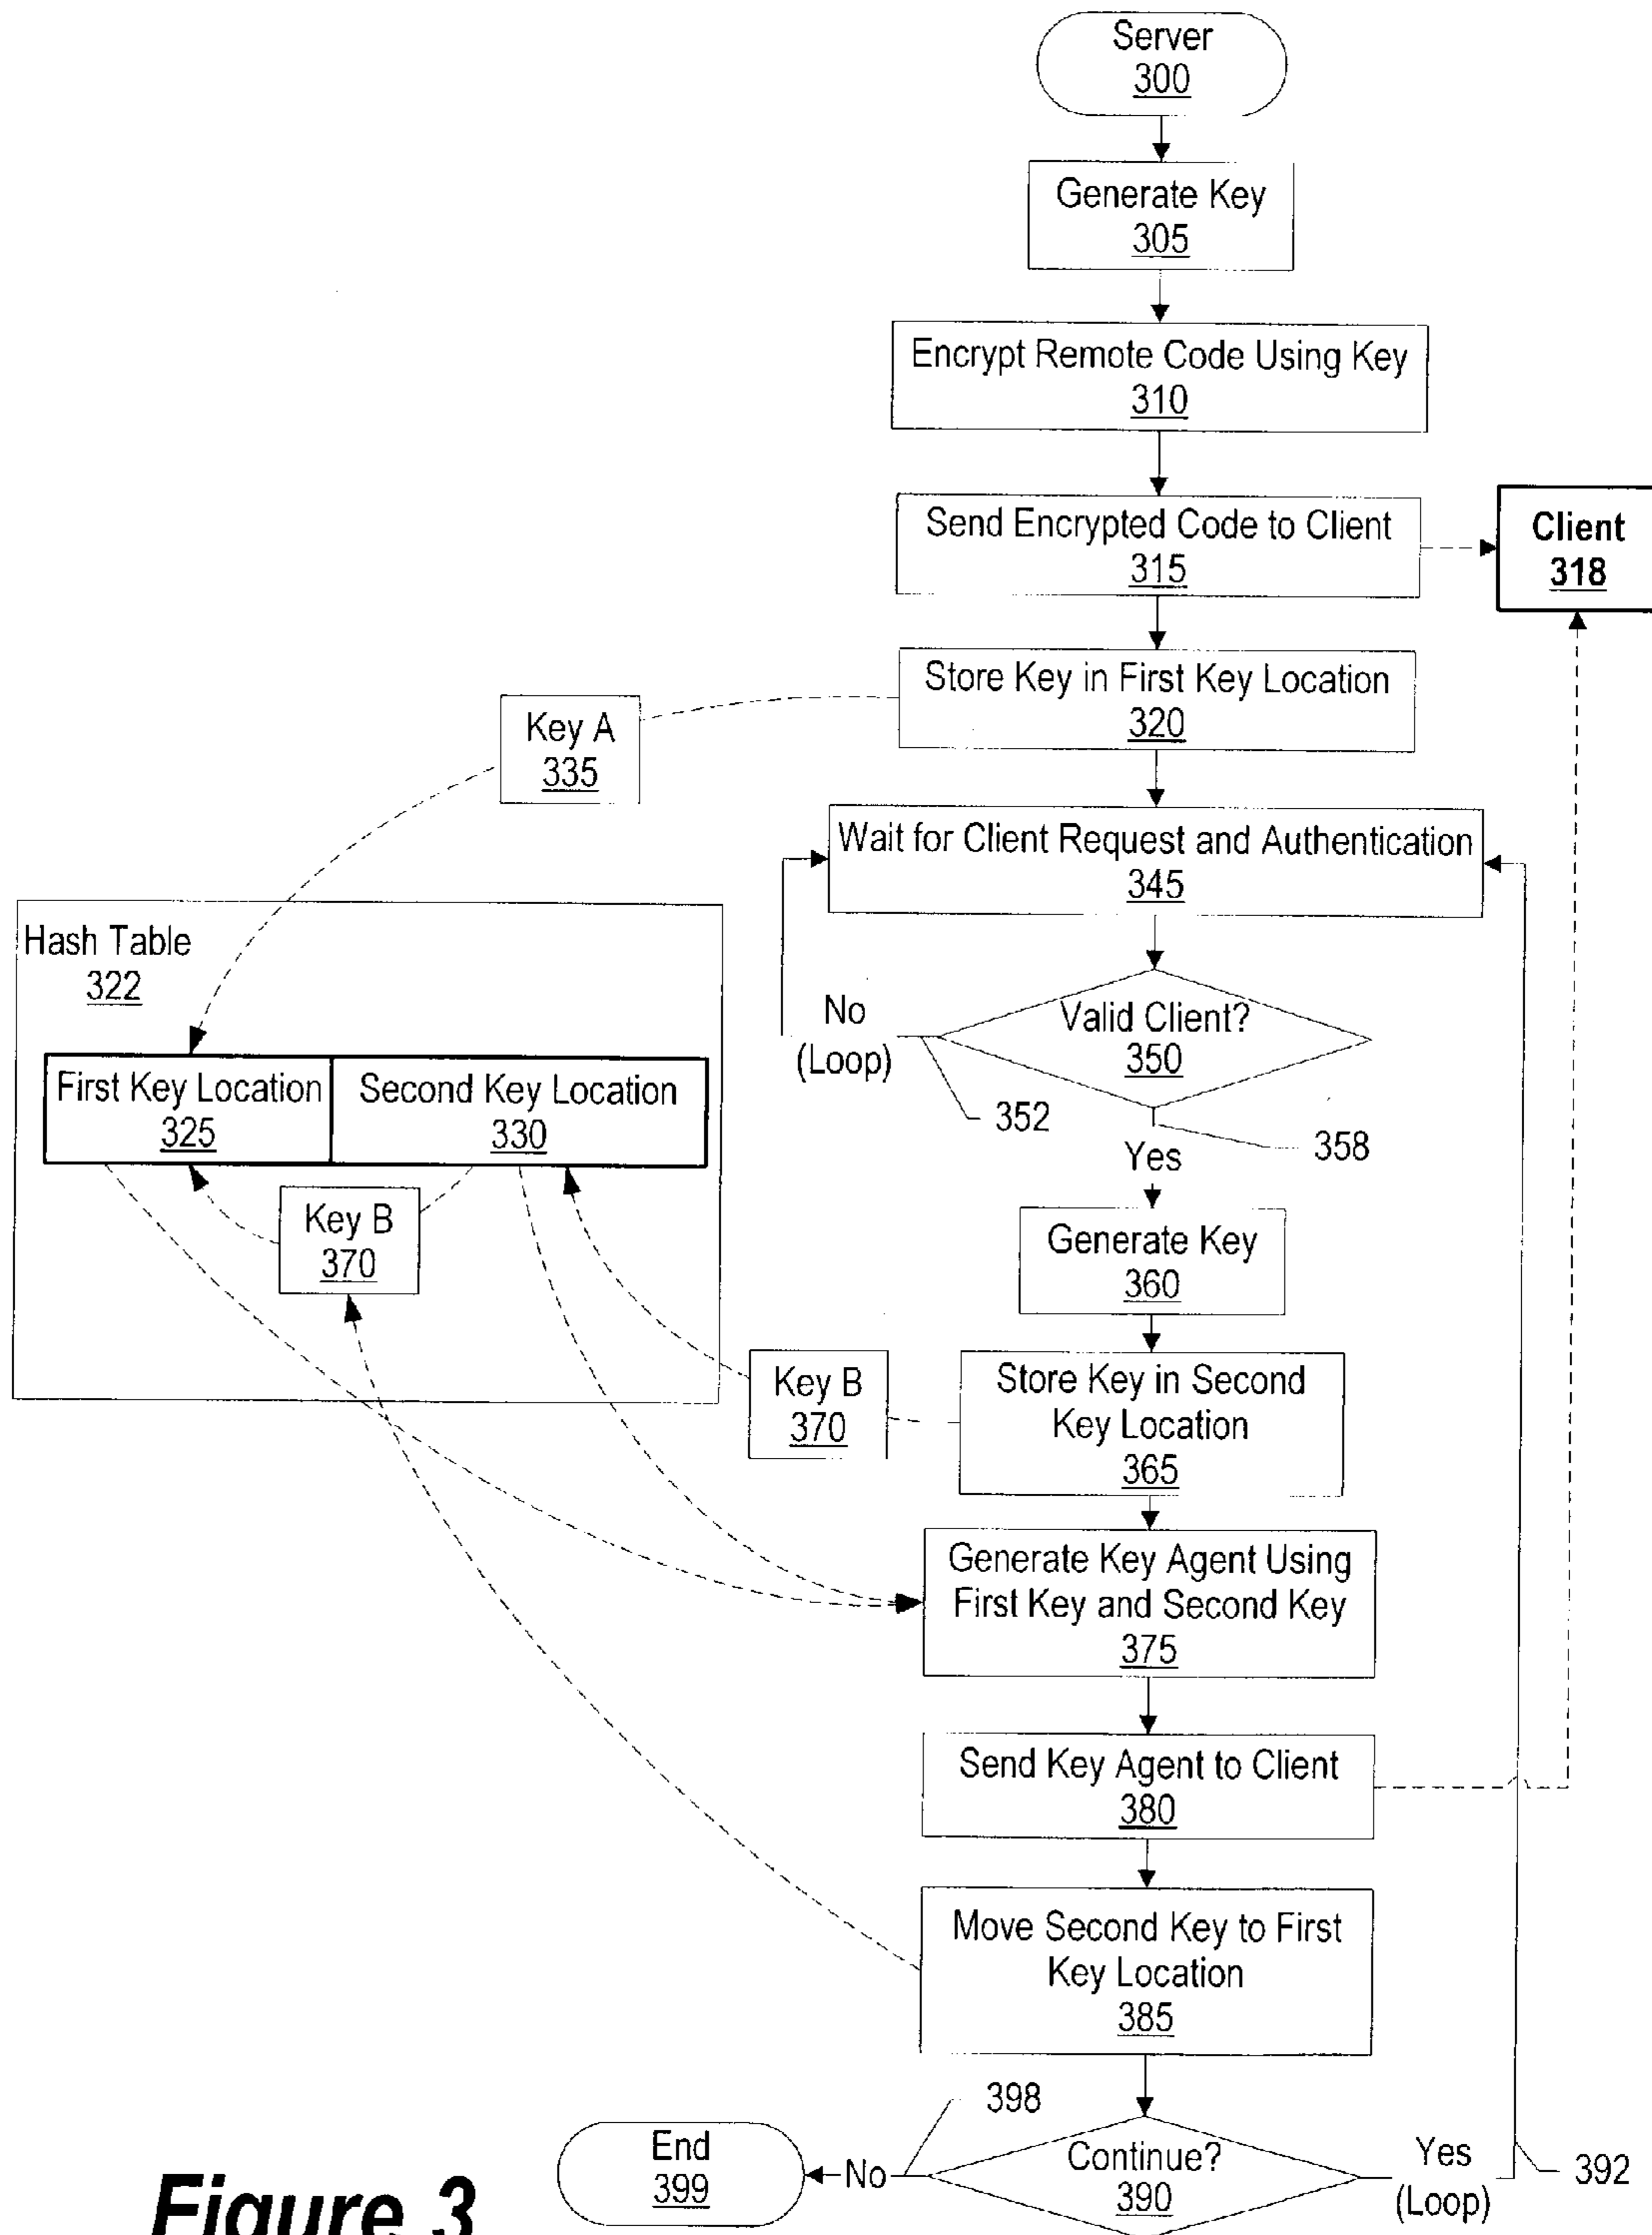 Server
300
Generate Key
305
Encrypt Remote Code Using Key
310
Send Encrypted Code to Client
315
Client
318
Store Key in First Key Location
320
Key A
335
Wait for Client Request and Authentication
345
Hash Table
322
No
(Loop)
Valid Client?
350
352
358
Yes
First Key Location
325
Second Key Location
330
Key B
370
Generate Key
360
Key B
370
Store Key in Second
Key Location
365
Generate Key Agent Using
First Key and Second Key
375
Send Key Agent to Client
380
Move Second Key to First
Key Location
385
398
End
399
No
Continue?
390
Yes
(Loop)
392
Figure 3